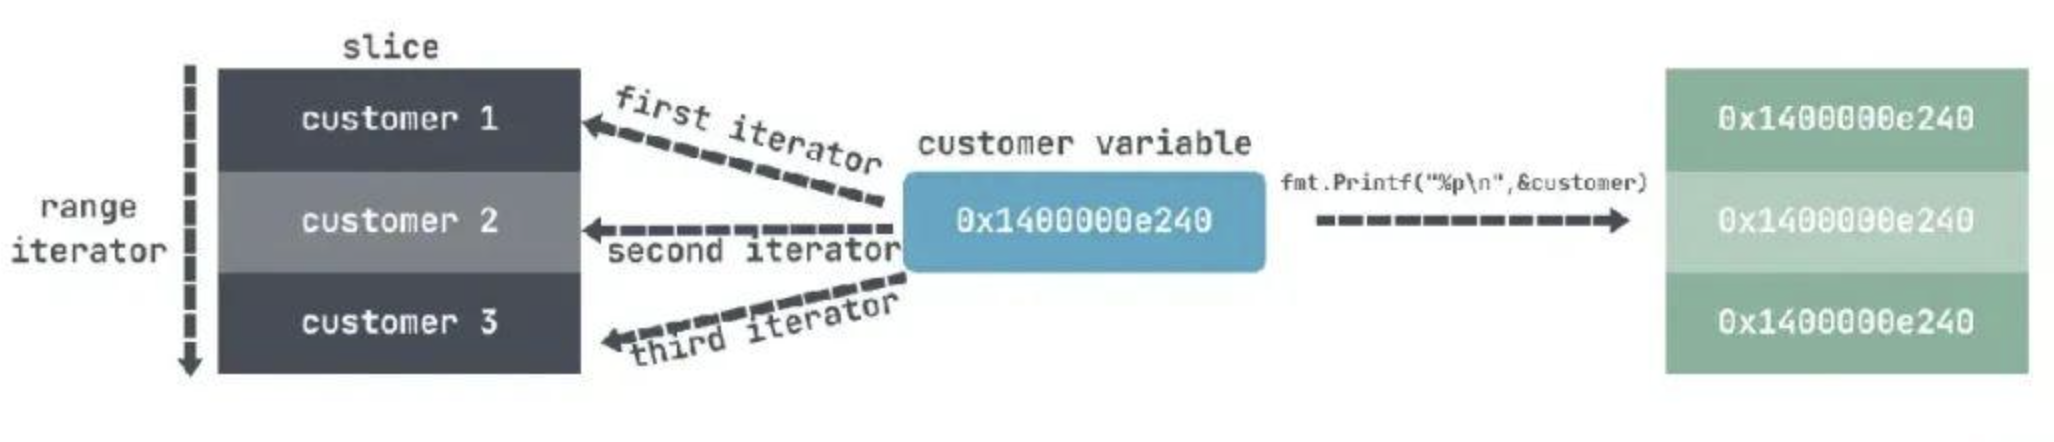 slice
range
iterator
customer 1
customer 2
customer 3
first iterator
second iterator
third iterator
customer variable
0x1400000e240
fmt.Printf("%p\n",&customer)
0x1400000e240
0x1400000e240
0x1400000e240